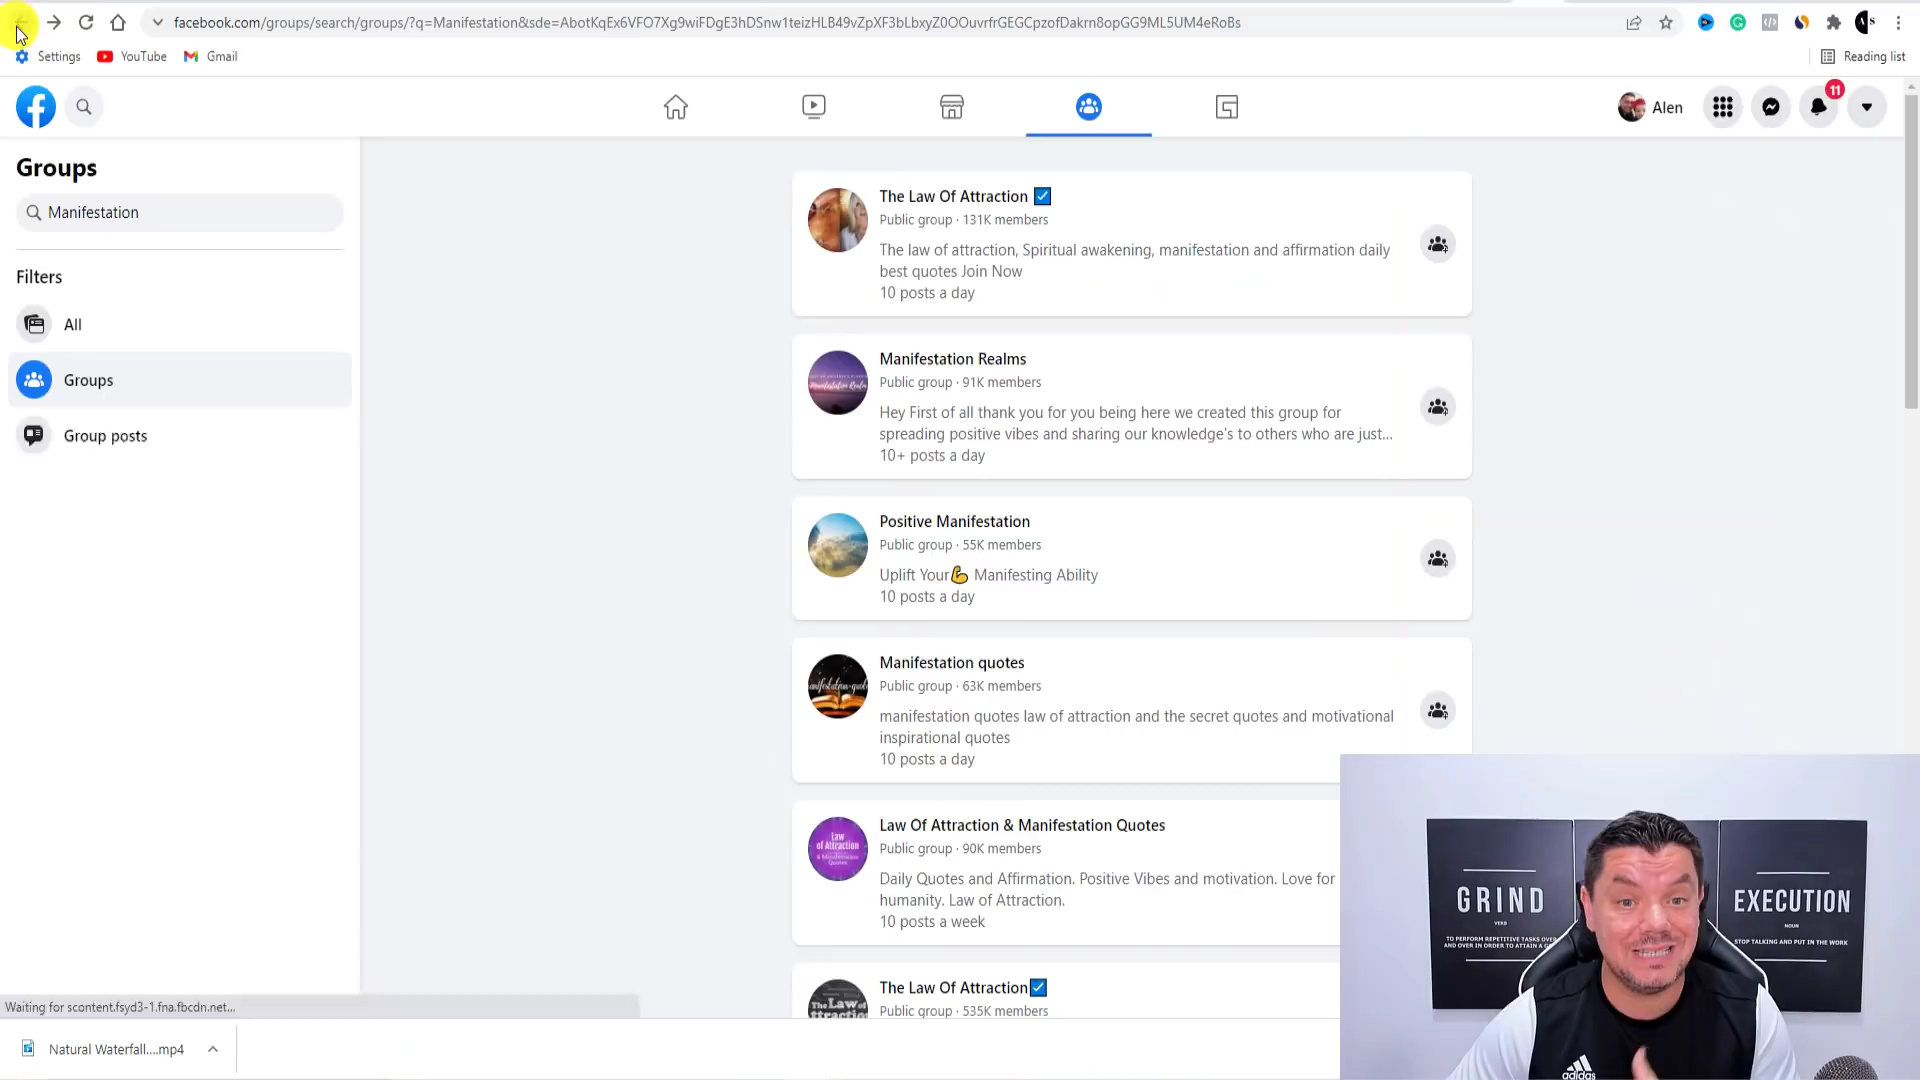 facebook.com/groups/search/groups/?q=Manifestation&sde=AbotKqEx6VFO7Xg9wiFDgE3hDSnw1teizHLB49vZpXF3bLbxyZ0OOuvrfrGEGCpzofDakrn8opGG9ML5UM4eRoBs
Settings YouTube Gmail Reading list
Alen 11
Groups
Manifestation
Filters
All
Groups
Group posts
The Law Of Attraction ☑
Public group · 131K members
The law of attraction, Spiritual awakening, manifestation and affirmation daily
best quotes Join Now
10 posts a day
Manifestation Realms
Public group · 91K members
Hey First of all thank you for you being here we created this group for
spreading positive vibes and sharing our knowledge's to others who are just...
10+ posts a day
Positive Manifestation
Public group · 55K members
Uplift Your💪 Manifesting Ability
10 posts a day
Manifestation quotes
Public group · 63K members
manifestation quotes law of attraction and the secret quotes and motivational
inspirational quotes
10 posts a day
Law of Attraction
& Manifestation
Quotes
Law Of Attraction & Manifestation Quotes
Public group · 90K members
Daily Quotes and Affirmation. Positive Vibes and motivation. Love for
humanity. Law of Attraction.
10 posts a week
The Law Of Attraction☑
Public group · 535K members
GRIND
VERB
TO PERFORM REPETITIVE TASKS OVER
AND OVER IN ORDER TO ATTAIN A
EXECUTION
NOUN
STOP TALKING AND PUT IN THE WORK
adidas
Waiting for scontent.fsyd3-1.fna.fbcdn.net...
Natural Waterfall....mp4